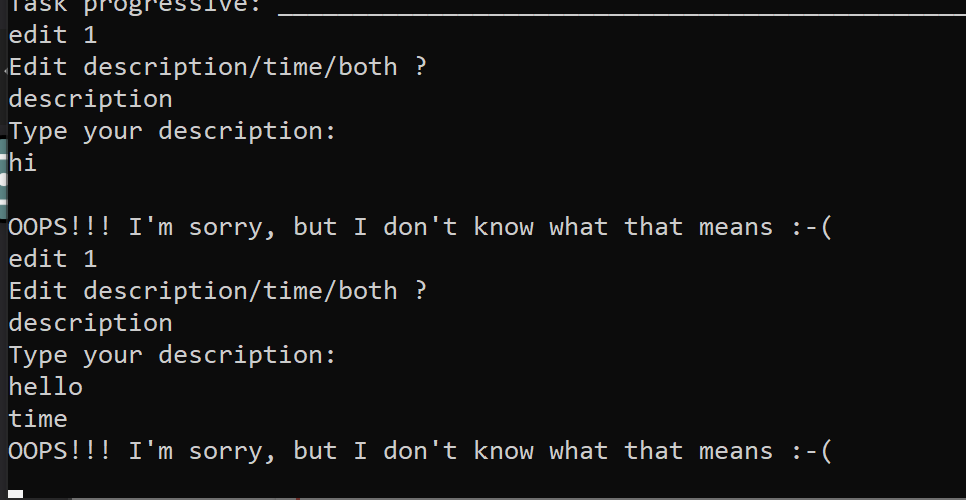 Task progressive: ______________________________________________
edit 1
Edit description/time/both ?
description
Type your description:
hi
OOPS!!! I'm sorry, but I don't know what that means :-(
edit 1
Edit description/time/both ?
description
Type your description:
hello
time
OOPS!!! I'm sorry, but I don't know what that means :-(